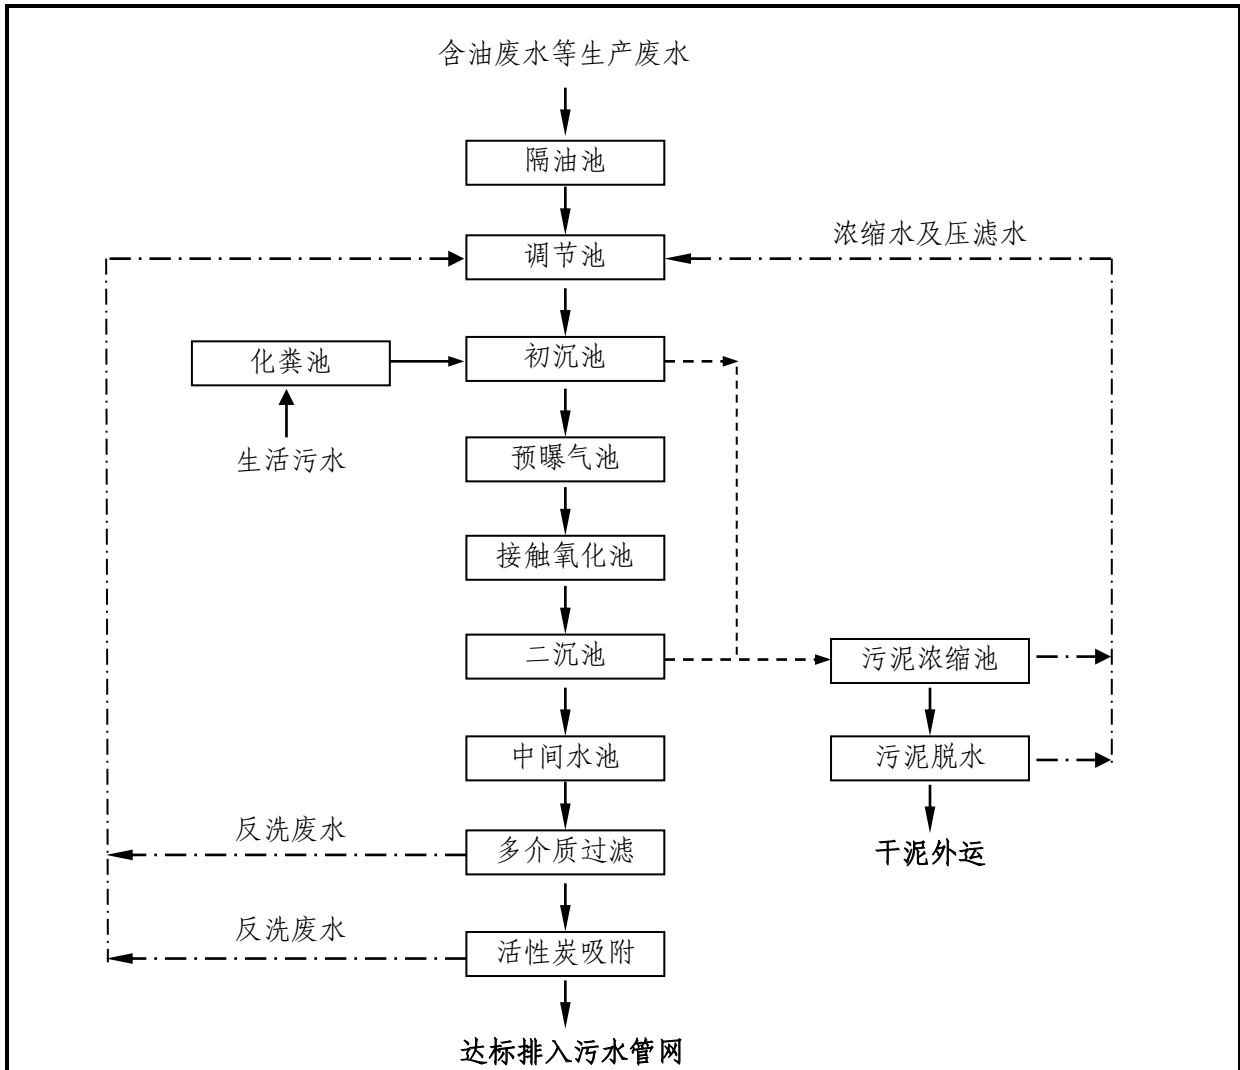 含油废水等生产废水
隔油池
浓缩水及压滤水
调节池
化粪池
初沉池
生活污水
预曝气池
接触氧化池
二沉池
污泥浓缩池
中间水池
污泥脱水
反洗废水
多介质过滤
干泥外运
反洗废水
活性炭吸附
达标排入污水管网